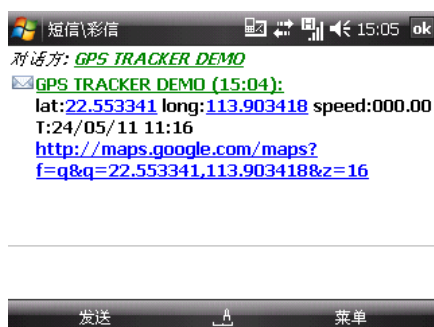 短信\彩信 15:05 ok
对话方: GPS TRACKER DEMO
GPS TRACKER DEMO (15:04):
lat:22.553341 long:113.903418 speed:000.00
T:24/05/11 11:16
http://maps.google.com/maps?
f=q&q=22.553341,113.903418&z=16
发送 A 菜单